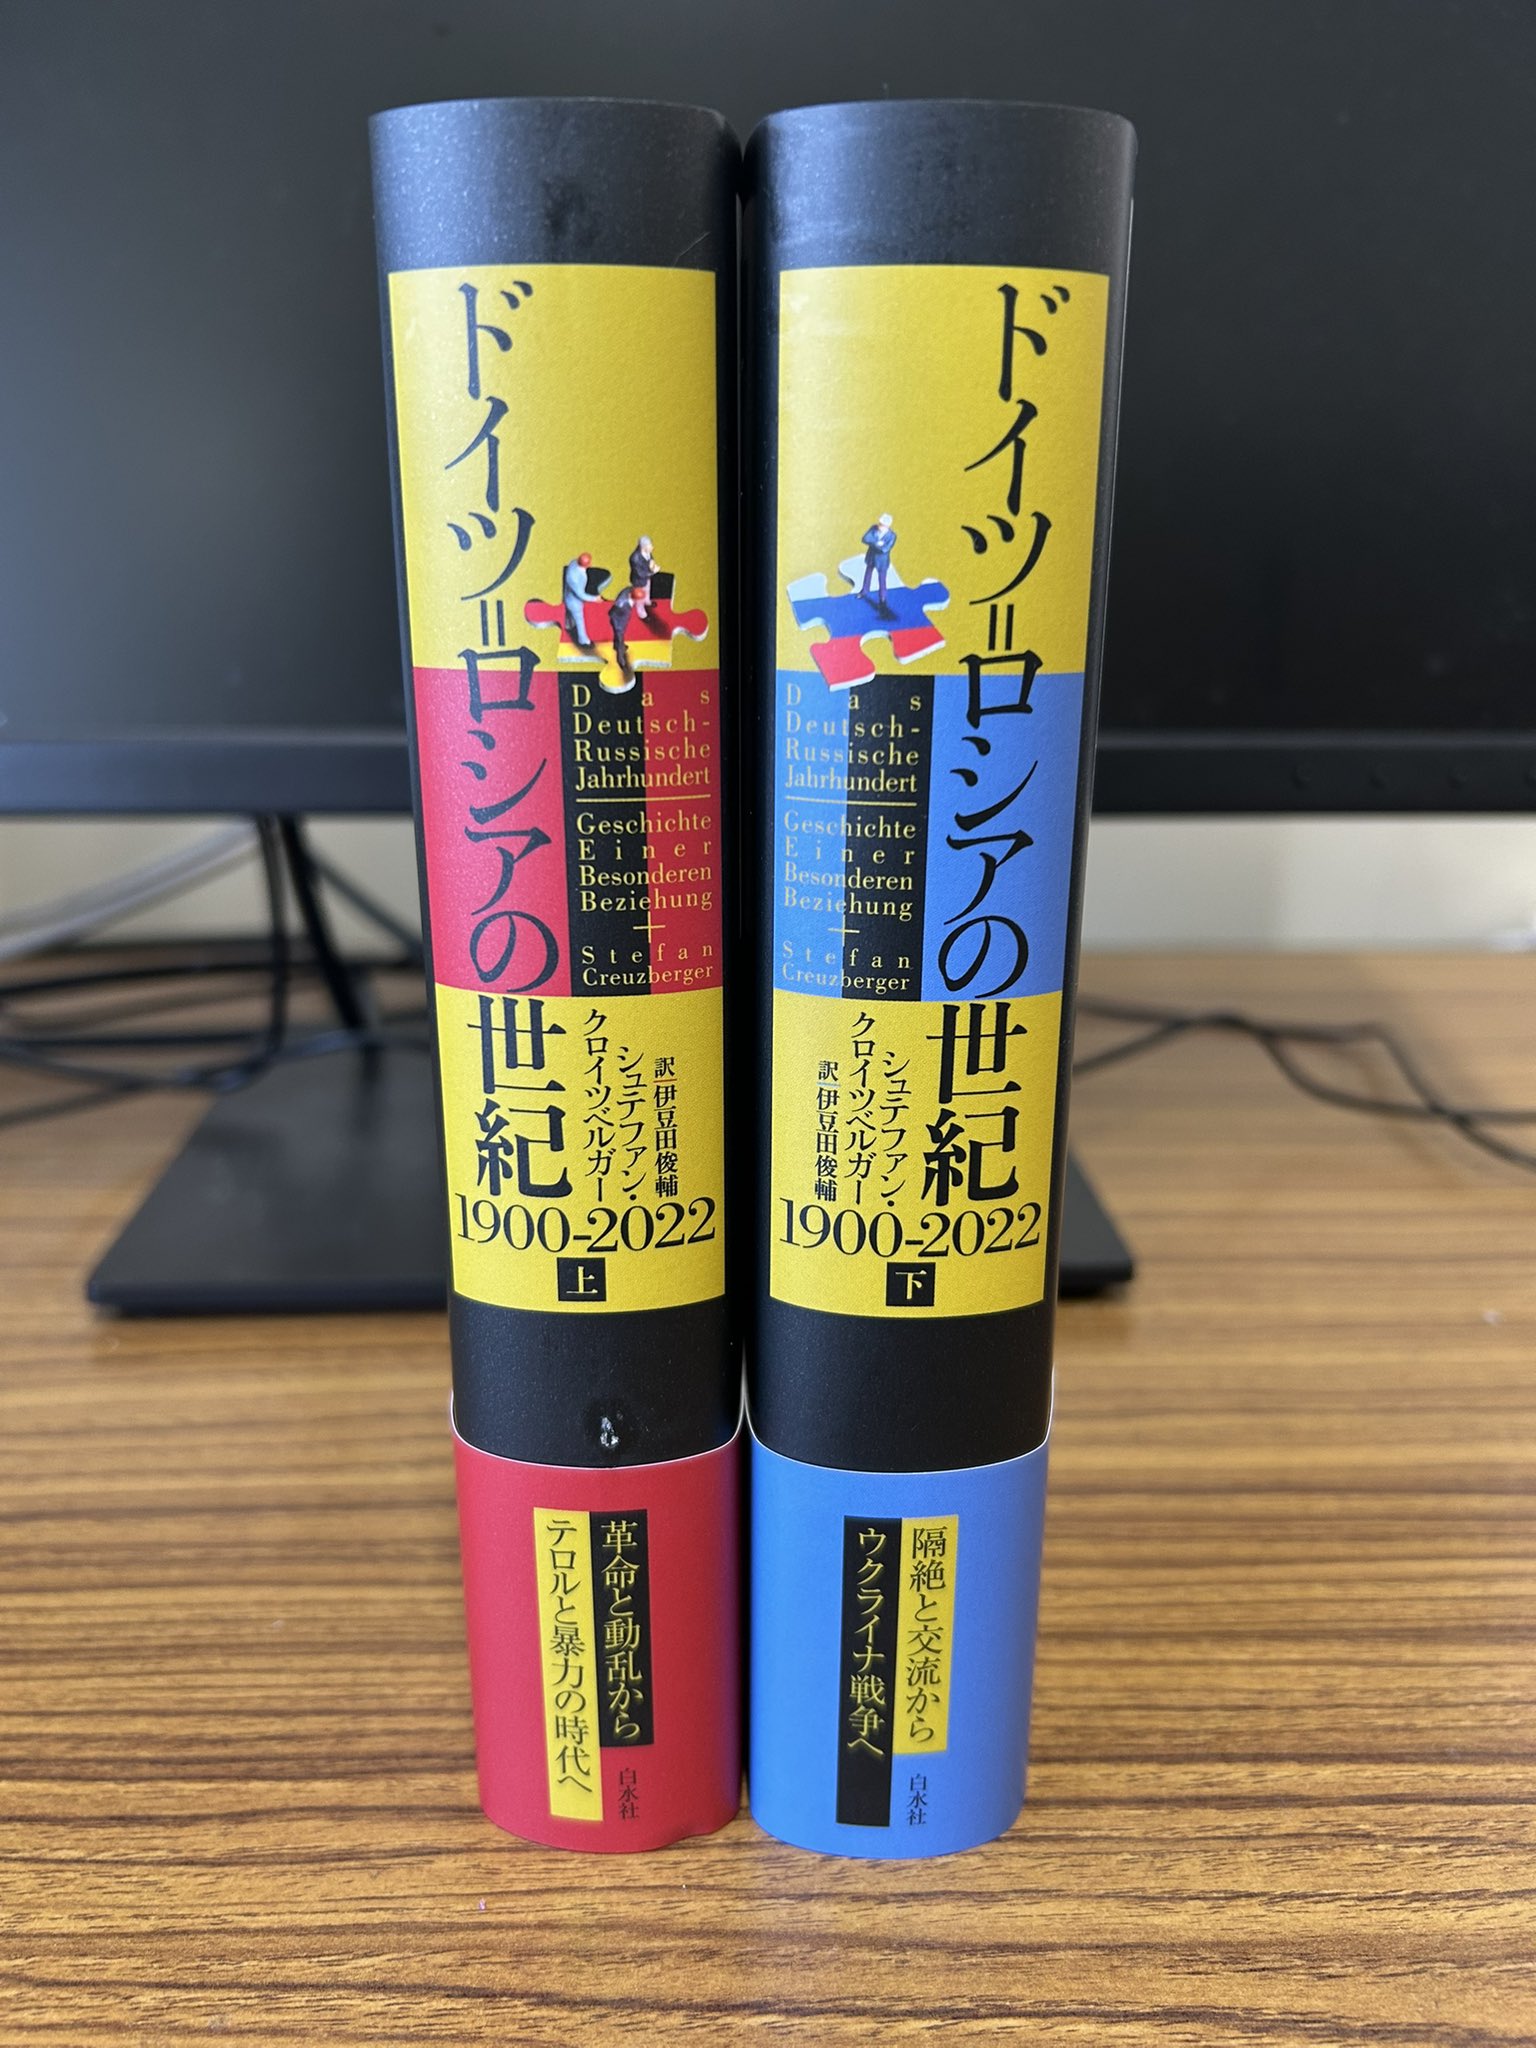 ドイツ=ロシアの世紀
1900-2022
上
Das
Deutsch-
Russische
Jahrhundert
Geschichte
Einer
Besonderen
Beziehung
Stefan
Creuzberger
シュテファン・
クロイツベルガー
訳 伊豆田俊輔
革命と動乱から
テロルと暴力の時代へ
白水社
ドイツ=ロシアの世紀
1900-2022
下
Das
Deutsch-
Russische
Jahrhundert
Geschichte
Einer
Besonderen
Beziehung
Stefan
Creuzberger
シュテファン・
クロイツベルガー
訳 伊豆田俊輔
隔絶と交流から
ウクライナ戦争へ
白水社